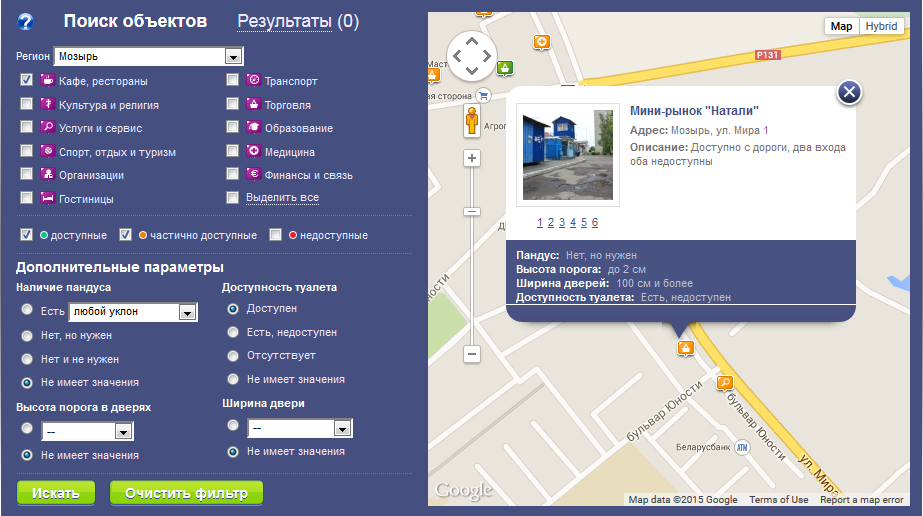 Поиск объектов Результаты (0)
Регион Мозырь
Кафе, рестораны Транспорт
Культура и религия Торговля
Услуги и сервис Образование
Спорт, отдых и туризм Медицина
Организации Финансы и связь
Гостиницы Выделить все
доступные частично доступные недоступные
Дополнительные параметры
Наличие пандуса Доступность туалета
Есть любой уклон Доступен
Нет, но нужен Есть, недоступен
Нет и не нужен Отсутствует
Не имеет значения Не имеет значения
Высота порога в дверях Ширина двери
-- --
Не имеет значения Не имеет значения
Искать Очистить фильтр
Map Hybrid
P131
Маст
ая сторона
Агроп
Мини-рынок "Натали"
Адрес: Мозырь, ул. Мира 1
Описание: Доступно с дороги, два входа
оба недоступны
1 2 3 4 5 6
Пандус: Нет, но нужен
Высота порога: до 2 см
Ширина дверей: 100 см и более
Доступность туалета: Есть, недоступен
бульвар Юности
бульвар Юности
Беларусбанк
ул. Мира
Google
Map data ©2015 Google Terms of Use Report a map error